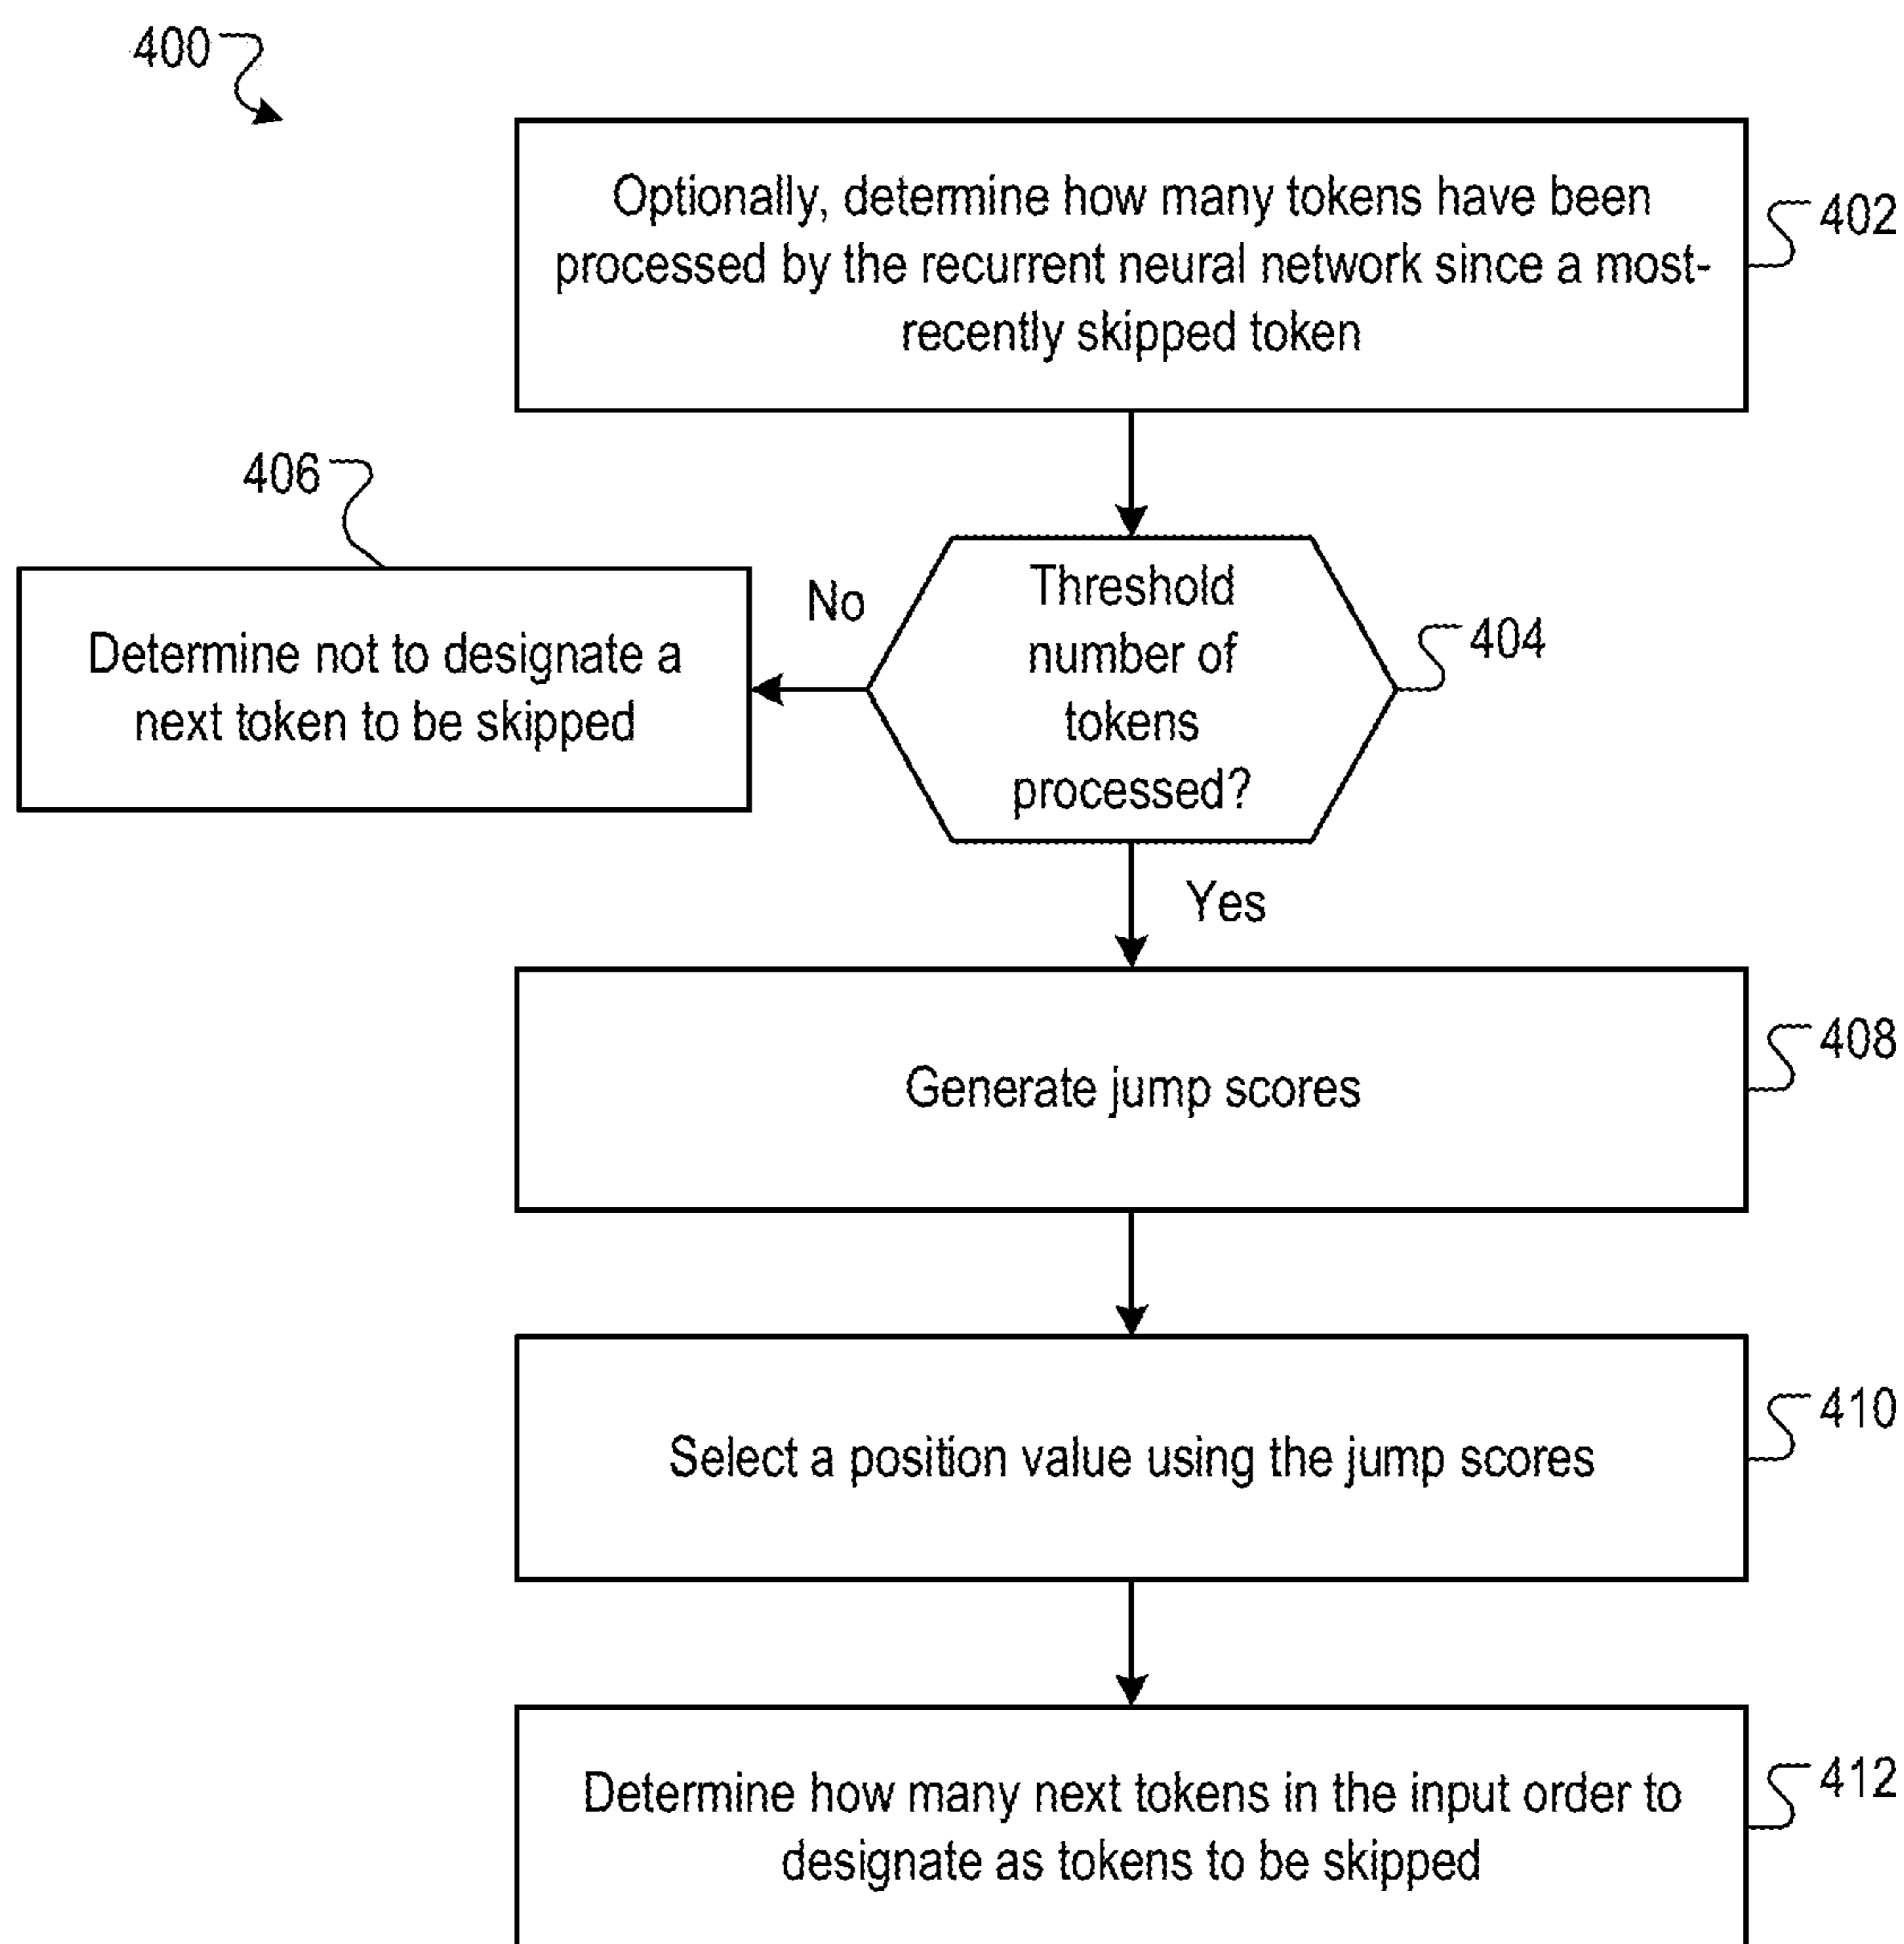 400
Optionally, determine how many tokens have been
processed by the recurrent neural network since a most-
recently skipped token
402
406
Determine not to designate a
next token to be skipped
No
Threshold
number of
tokens
processed?
404
Yes
Generate jump scores
408
Select a position value using the jump scores
410
Determine how many next tokens in the input order to
designate as tokens to be skipped
412